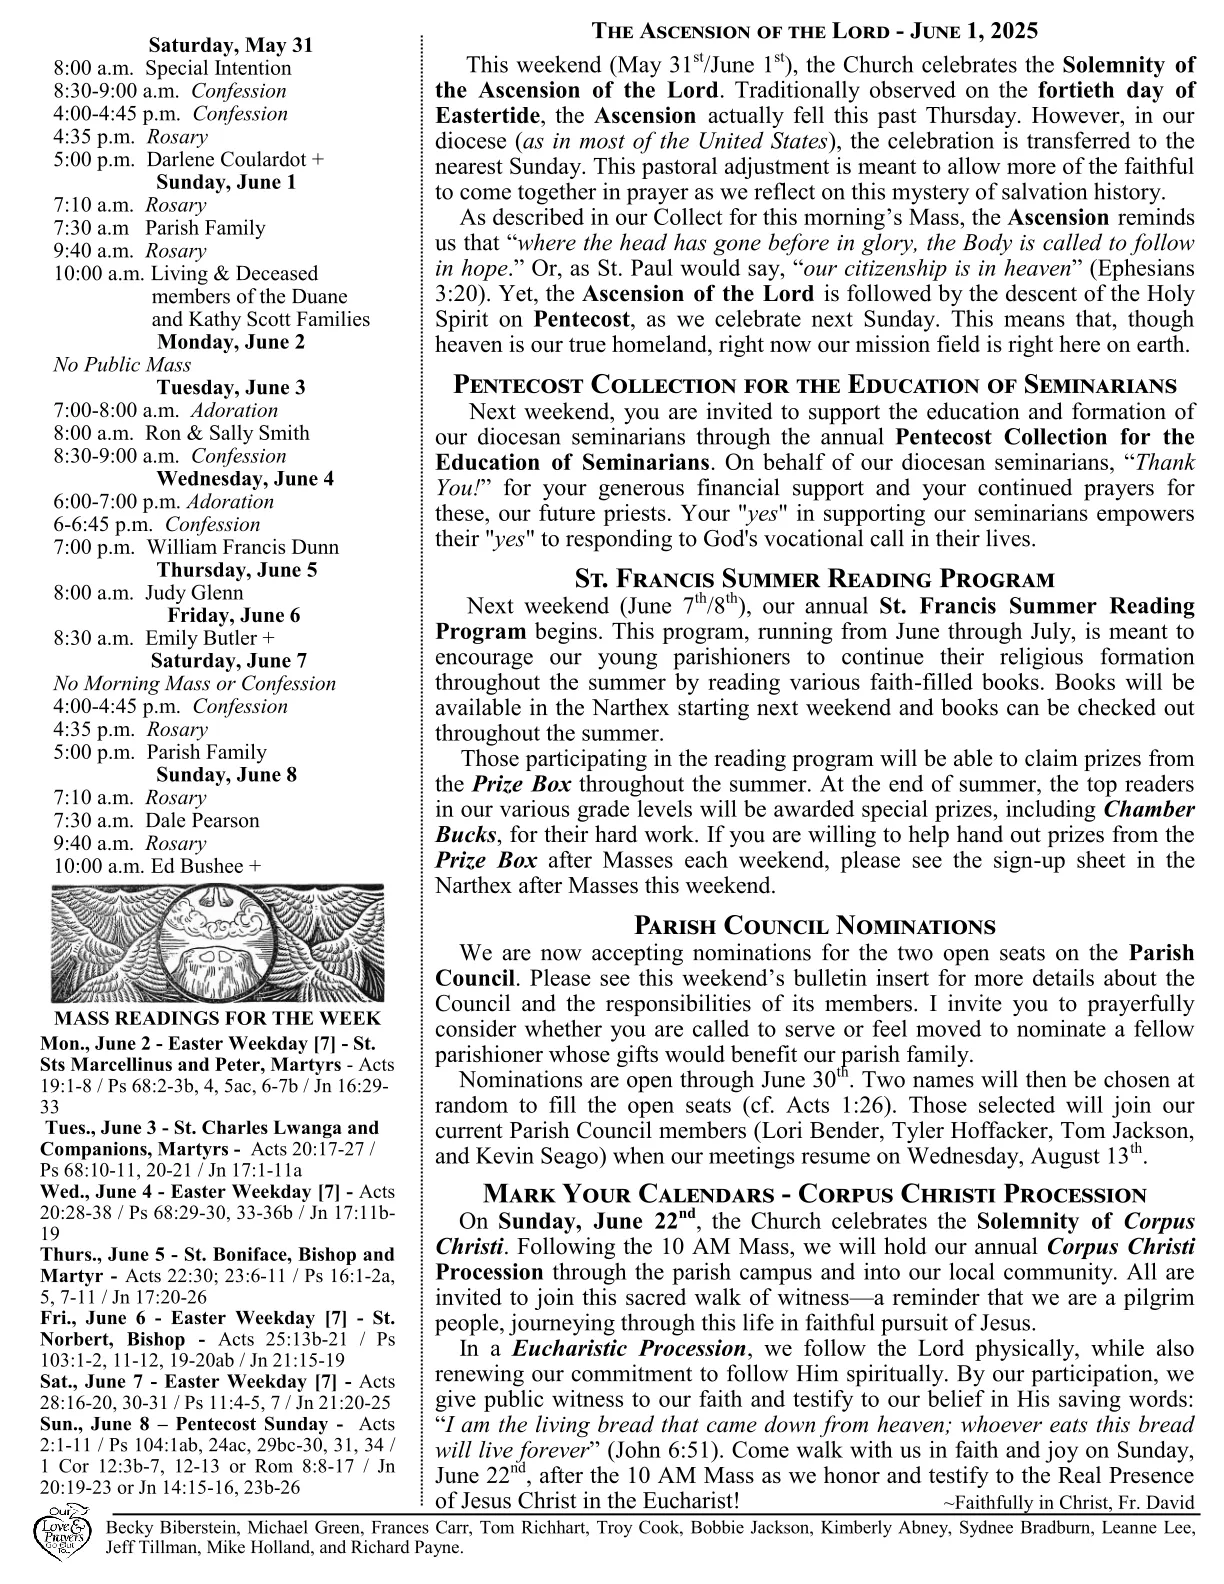 Saturday, May 31
8:00 a.m. Special Intention
8:30-9:00 a.m. Confession
4:00-4:45 p.m. Confession
4:35 p.m. Rosary
5:00 p.m. Darlene Coulardot +
Sunday, June 1
7:10 a.m. Rosary
7:30 a.m Parish Family
9:40 a.m. Rosary
10:00 a.m. Living & Deceased
members of the Duane
and Kathy Scott Families
Monday, June 2
No Public Mass
Tuesday, June 3
7:00-8:00 a.m. Adoration
8:00 a.m. Ron & Sally Smith
8:30-9:00 a.m. Confession
Wednesday, June 4
6:00-7:00 p.m. Adoration
6-6:45 p.m. Confession
7:00 p.m. William Francis Dunn
Thursday, June 5
8:00 a.m. Judy Glenn
Friday, June 6
8:30 a.m. Emily Butler +
Saturday, June 7
No Morning Mass or Confession
4:00-4:45 p.m. Confession
4:35 p.m. Rosary
5:00 p.m. Parish Family
Sunday, June 8
7:10 a.m. Rosary
7:30 a.m. Dale Pearson
9:40 a.m. Rosary
10:00 a.m. Ed Bushee +
MASS READINGS FOR THE WEEK
Mon., June 2 - Easter Weekday [7] - St.
Sts Marcellinus and Peter, Martyrs - Acts
19:1-8 / Ps 68:2-3b, 4, 5ac, 6-7b / Jn 16:29-
33
Tues., June 3 - St. Charles Lwanga and
Companions, Martyrs - Acts 20:17-27 /
Ps 68:10-11, 20-21 / Jn 17:1-11a
Wed., June 4 - Easter Weekday [7] - Acts
20:28-38 / Ps 68:29-30, 33-36b / Jn 17:11b-
19
Thurs., June 5 - St. Boniface, Bishop and
Martyr - Acts 22:30; 23:6-11 / Ps 16:1-2a,
5, 7-11 / Jn 17:20-26
Fri., June 6 - Easter Weekday [7] - St.
Norbert, Bishop - Acts 25:13b-21 / Ps
103:1-2, 11-12, 19-20ab / Jn 21:15-19
Sat., June 7 - Easter Weekday [7] - Acts
28:16-20, 30-31 / Ps 11:4-5, 7 / Jn 21:20-25
Sun., June 8 – Pentecost Sunday - Acts
2:1-11 / Ps 104:1ab, 24ac, 29bc-30, 31, 34 /
1 Cor 12:3b-7, 12-13 or Rom 8:8-17 / Jn
20:19-23 or Jn 14:15-16, 23b-26
The Ascension of the Lord - June 1, 2025
This weekend (May 31st/June 1st), the Church celebrates the Solemnity of
the Ascension of the Lord. Traditionally observed on the fortieth day of
Eastertide, the Ascension actually fell this past Thursday. However, in our
diocese (as in most of the United States), the celebration is transferred to the
nearest Sunday. This pastoral adjustment is meant to allow more of the faithful
to come together in prayer as we reflect on this mystery of salvation history.
As described in our Collect for this morning’s Mass, the Ascension reminds
us that “where the head has gone before in glory, the Body is called to follow
in hope.” Or, as St. Paul would say, “our citizenship is in heaven” (Ephesians
3:20). Yet, the Ascension of the Lord is followed by the descent of the Holy
Spirit on Pentecost, as we celebrate next Sunday. This means that, though
heaven is our true homeland, right now our mission field is right here on earth.
Pentecost Collection for the Education of Seminarians
Next weekend, you are invited to support the education and formation of
our diocesan seminarians through the annual Pentecost Collection for the
Education of Seminarians. On behalf of our diocesan seminarians, “Thank
You!” for your generous financial support and your continued prayers for
these, our future priests. Your "yes" in supporting our seminarians empowers
their "yes" to responding to God's vocational call in their lives.
St. Francis Summer Reading Program
Next weekend (June 7th/8th), our annual St. Francis Summer Reading
Program begins. This program, running from June through July, is meant to
encourage our young parishioners to continue their religious formation
throughout the summer by reading various faith-filled books. Books will be
available in the Narthex starting next weekend and books can be checked out
throughout the summer.
Those participating in the reading program will be able to claim prizes from
the Prize Box throughout the summer. At the end of summer, the top readers
in our various grade levels will be awarded special prizes, including Chamber
Bucks, for their hard work. If you are willing to help hand out prizes from the
Prize Box after Masses each weekend, please see the sign-up sheet in the
Narthex after Masses this weekend.
Parish Council Nominations
We are now accepting nominations for the two open seats on the Parish
Council. Please see this weekend’s bulletin insert for more details about the
Council and the responsibilities of its members. I invite you to prayerfully
consider whether you are called to serve or feel moved to nominate a fellow
parishioner whose gifts would benefit our parish family.
Nominations are open through June 30th. Two names will then be chosen at
random to fill the open seats (cf. Acts 1:26). Those selected will join our
current Parish Council members (Lori Bender, Tyler Hoffacker, Tom Jackson,
and Kevin Seago) when our meetings resume on Wednesday, August 13th.
Mark Your Calendars - Corpus Christi Procession
On Sunday, June 22nd, the Church celebrates the Solemnity of Corpus
Christi. Following the 10 AM Mass, we will hold our annual Corpus Christi
Procession through the parish campus and into our local community. All are
invited to join this sacred walk of witness—a reminder that we are a pilgrim
people, journeying through this life in faithful pursuit of Jesus.
In a Eucharistic Procession, we follow the Lord physically, while also
renewing our commitment to follow Him spiritually. By our participation, we
give public witness to our faith and testify to our belief in His saving words:
“I am the living bread that came down from heaven; whoever eats this bread
will live forever” (John 6:51). Come walk with us in faith and joy on Sunday,
June 22nd, after the 10 AM Mass as we honor and testify to the Real Presence
of Jesus Christ in the Eucharist! ~Faithfully in Christ, Fr. David
Our
Love &
Prayers
Go Out
To...
Becky Biberstein, Michael Green, Frances Carr, Tom Richhart, Troy Cook, Bobbie Jackson, Kimberly Abney, Sydnee Bradburn, Leanne Lee,
Jeff Tillman, Mike Holland, and Richard Payne.